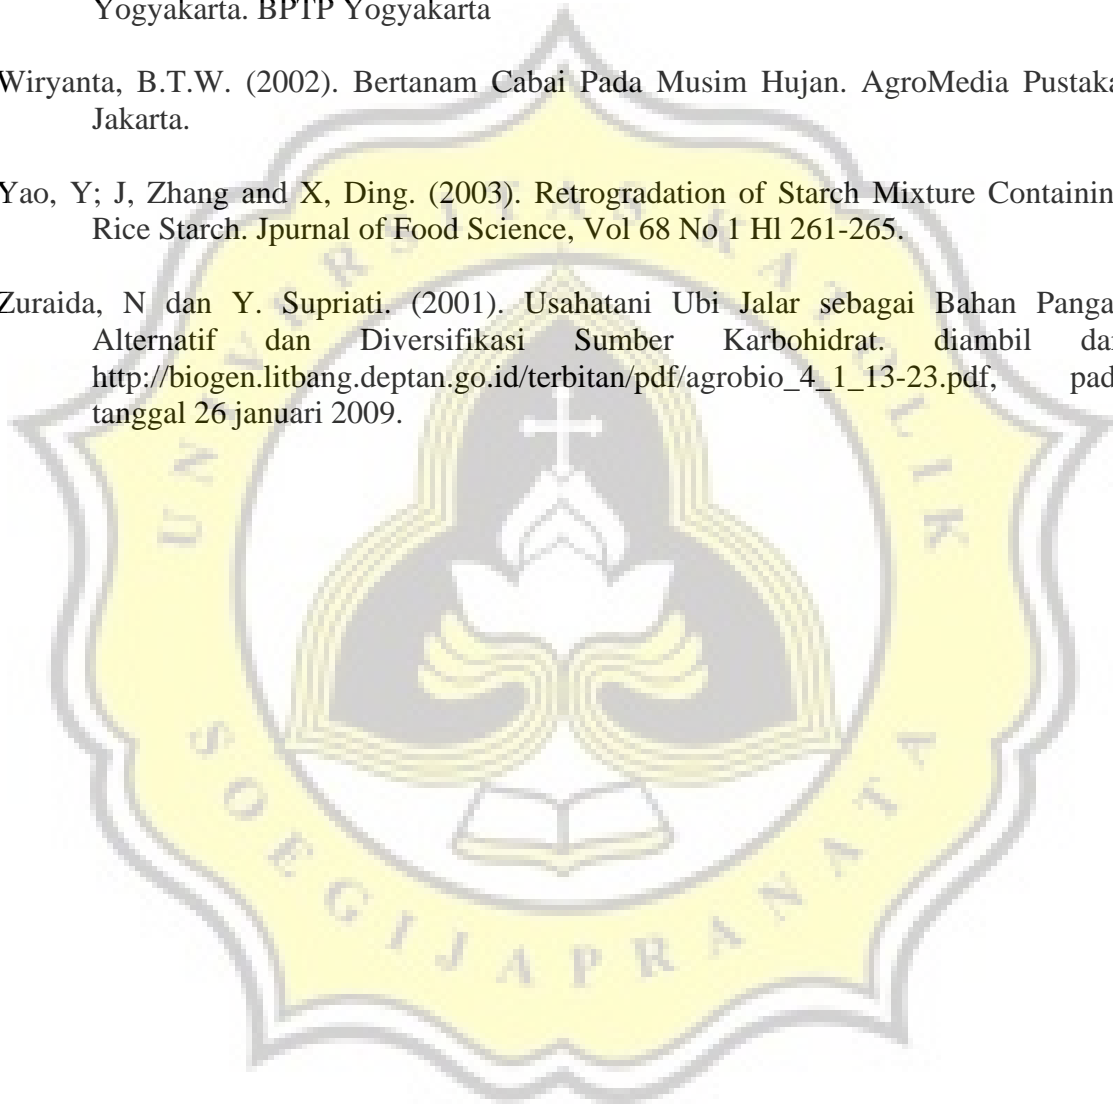 Yogyakarta. BPTP Yogyakarta
Wiryanta, B.T.W. (2002). Bertanam Cabai Pada Musim Hujan. AgroMedia Pustaka
Jakarta.
Yao, Y; J, Zhang and X, Ding. (2003). Retrogradation of Starch Mixture Containin
Rice Starch. Jpurnal of Food Science, Vol 68 No 1 Hl 261-265.
Zuraida, N dan Y. Supriati. (2001). Usahatani Ubi Jalar sebagai Bahan Panga
Alternatif dan Diversifikasi Sumber Karbohidrat. diambil da
http://biogen.litbang.deptan.go.id/terbitan/pdf/agrobio_4_1_13-23.pdf, pad
tanggal 26 januari 2009.
UNIVERSITAS KATOLIK
SOEGIJAPRANATA